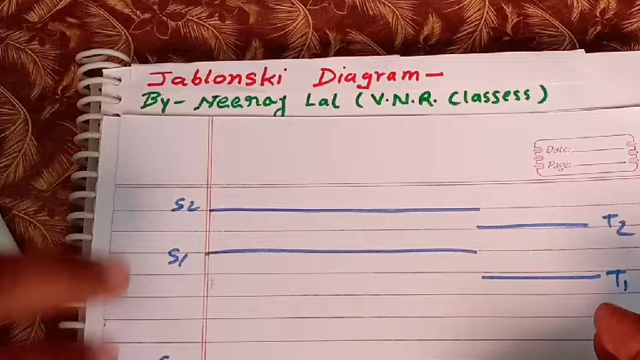 Jablonski Diagram-
By- Neeraj Lal (V.N.R. Classess)
Date:
Page:
S2
T2
S1
T1